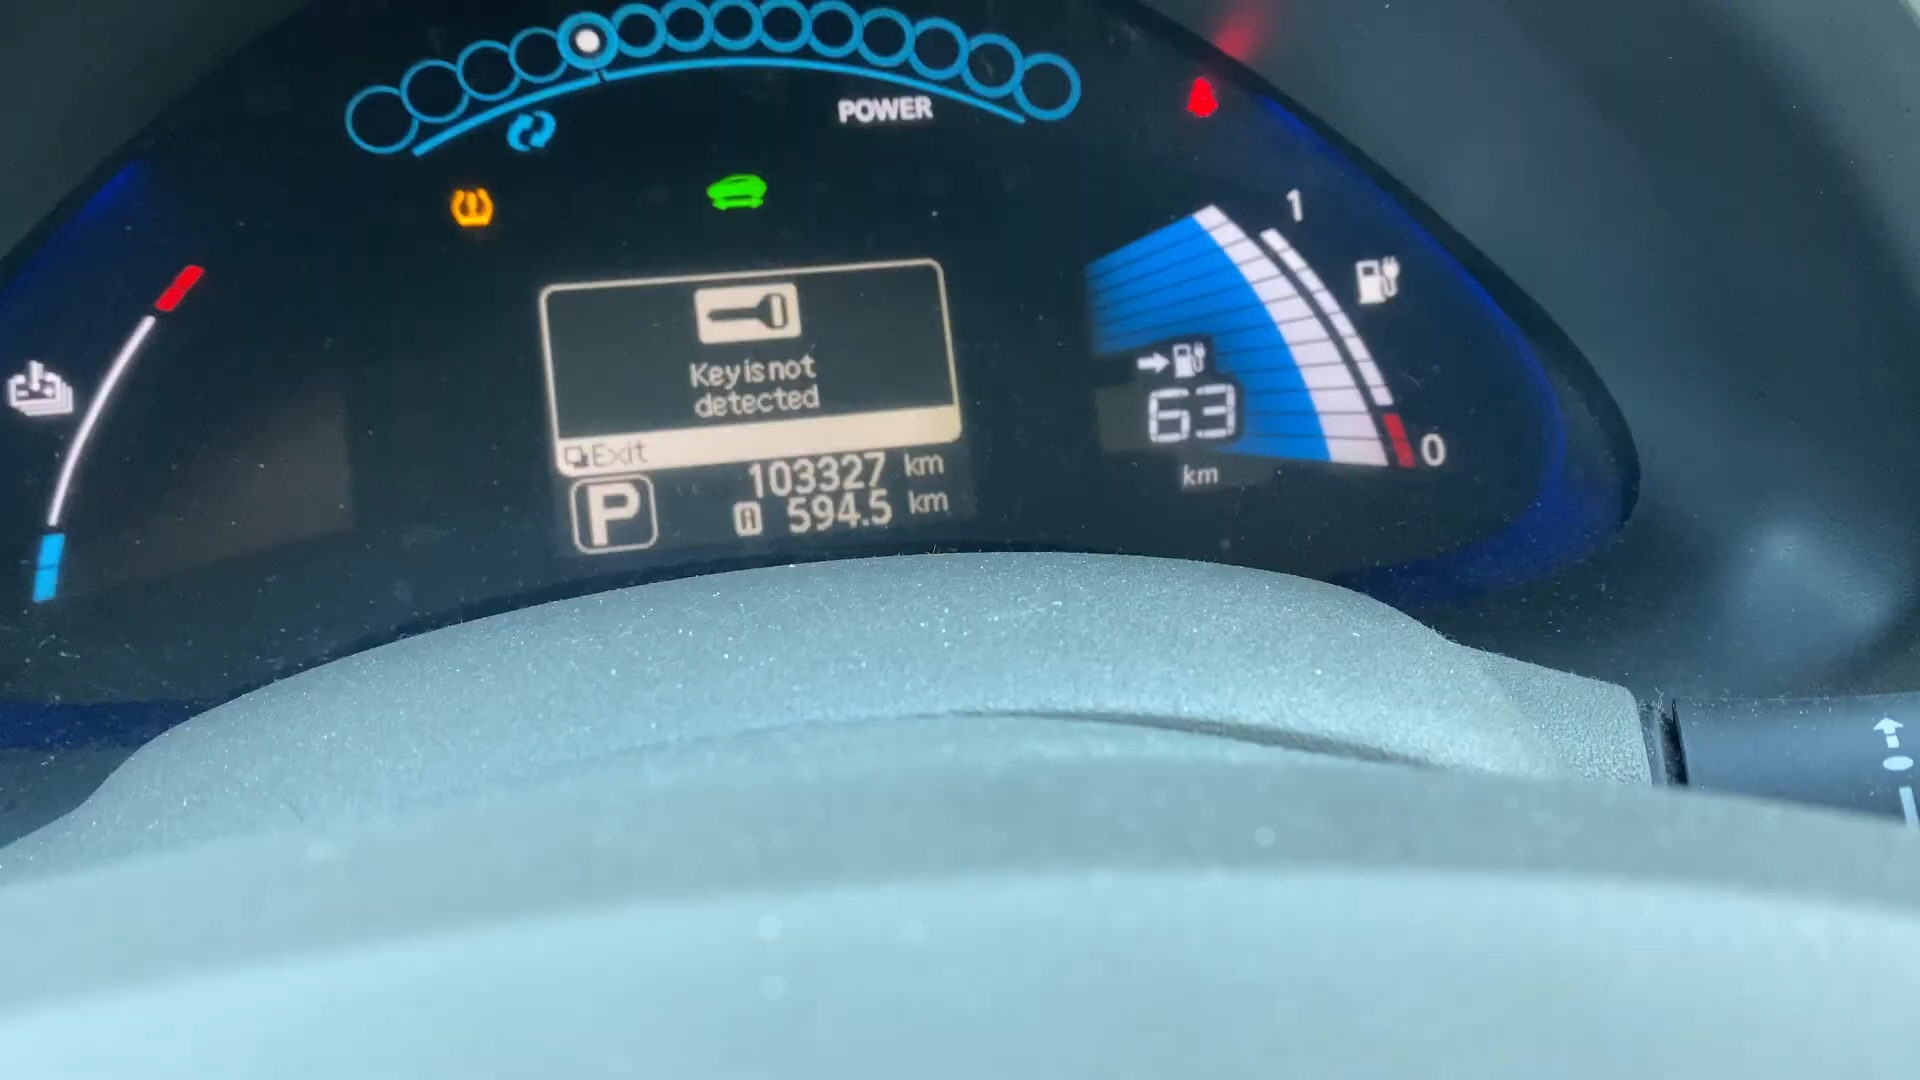 POWER
1
Key is not
detected
Exit
63
km
0
P
103327 km
A 594.5 km